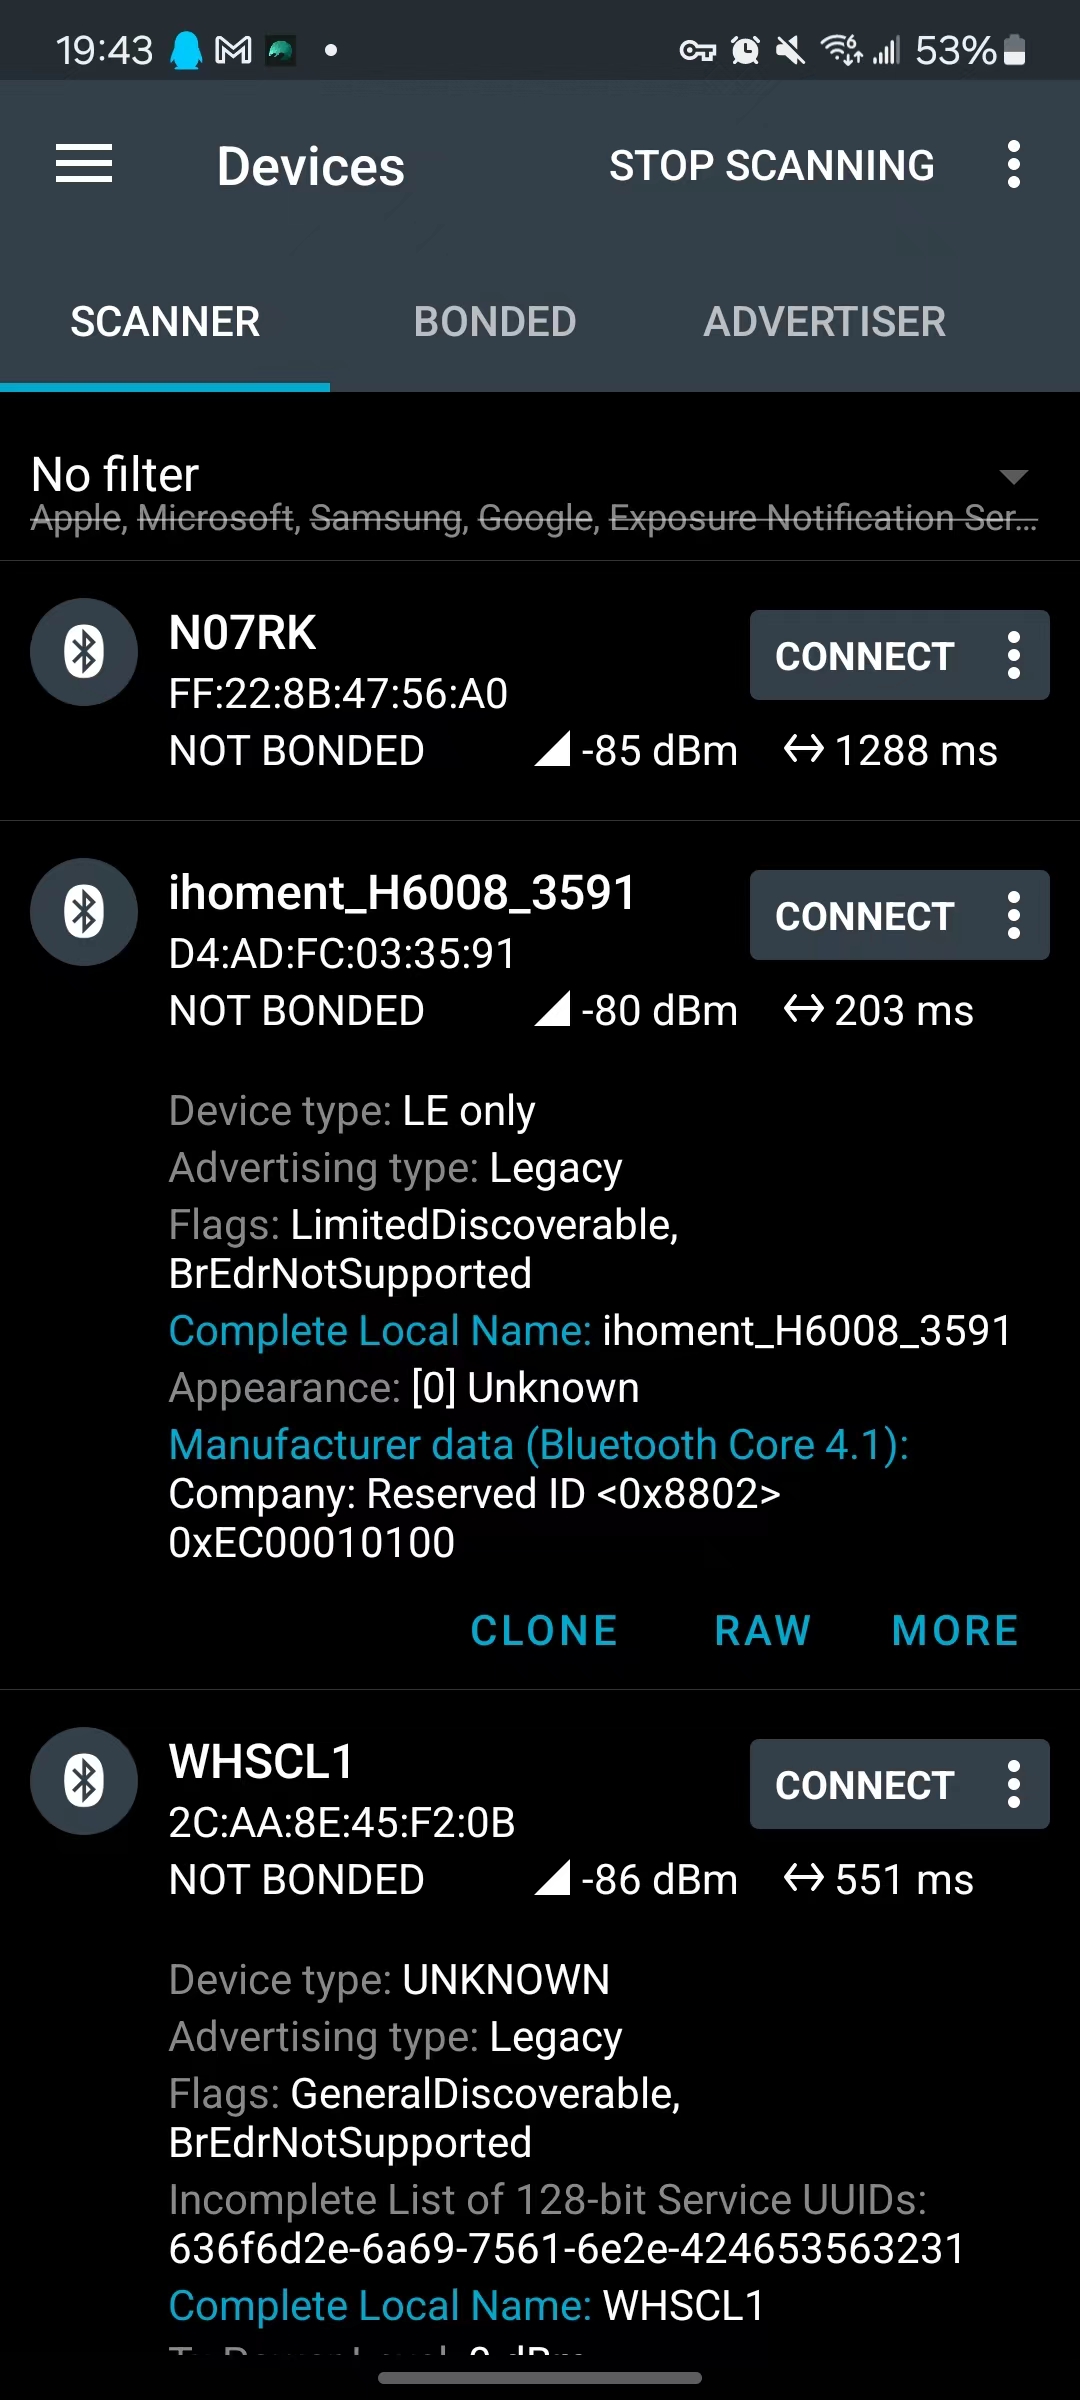 19:43
53%
Devices
STOP SCANNING
SCANNER
BONDED
ADVERTISER
No filter
Apple, Microsoft, Samsung, Google, Exposure Notification Ser...
N07RK
CONNECT
FF:22:8B:47:56:A0
NOT BONDED
-85 dBm
1288 ms
ihoment_H6008_3591
CONNECT
D4:AD:FC:03:35:91
NOT BONDED
-80 dBm
203 ms
Device type: LE only
Advertising type: Legacy
Flags: LimitedDiscoverable,
BrEdrNotSupported
Complete Local Name: ihoment_H6008_3591
Appearance: [0] Unknown
Manufacturer data (Bluetooth Core 4.1):
Company: Reserved ID <0x8802>
0xEC00010100
CLONE
RAW
MORE
WHSCL1
CONNECT
2C:AA:8E:45:F2:0B
NOT BONDED
-86 dBm
551 ms
Device type: UNKNOWN
Advertising type: Legacy
Flags: GeneralDiscoverable,
BrEdrNotSupported
Incomplete List of 128-bit Service UUIDs:
636f6d2e-6a69-7561-6e2e-424653563231
Complete Local Name: WHSCL1